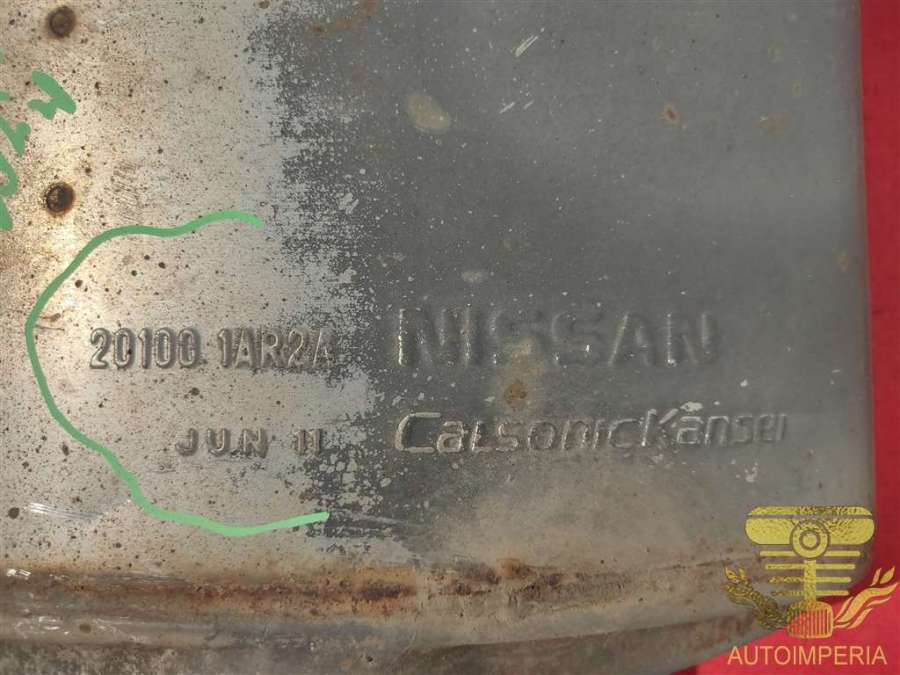 20100 1AR2A NISSAN
JUN 11 CalsonicKansei
AUTOIMPERIA